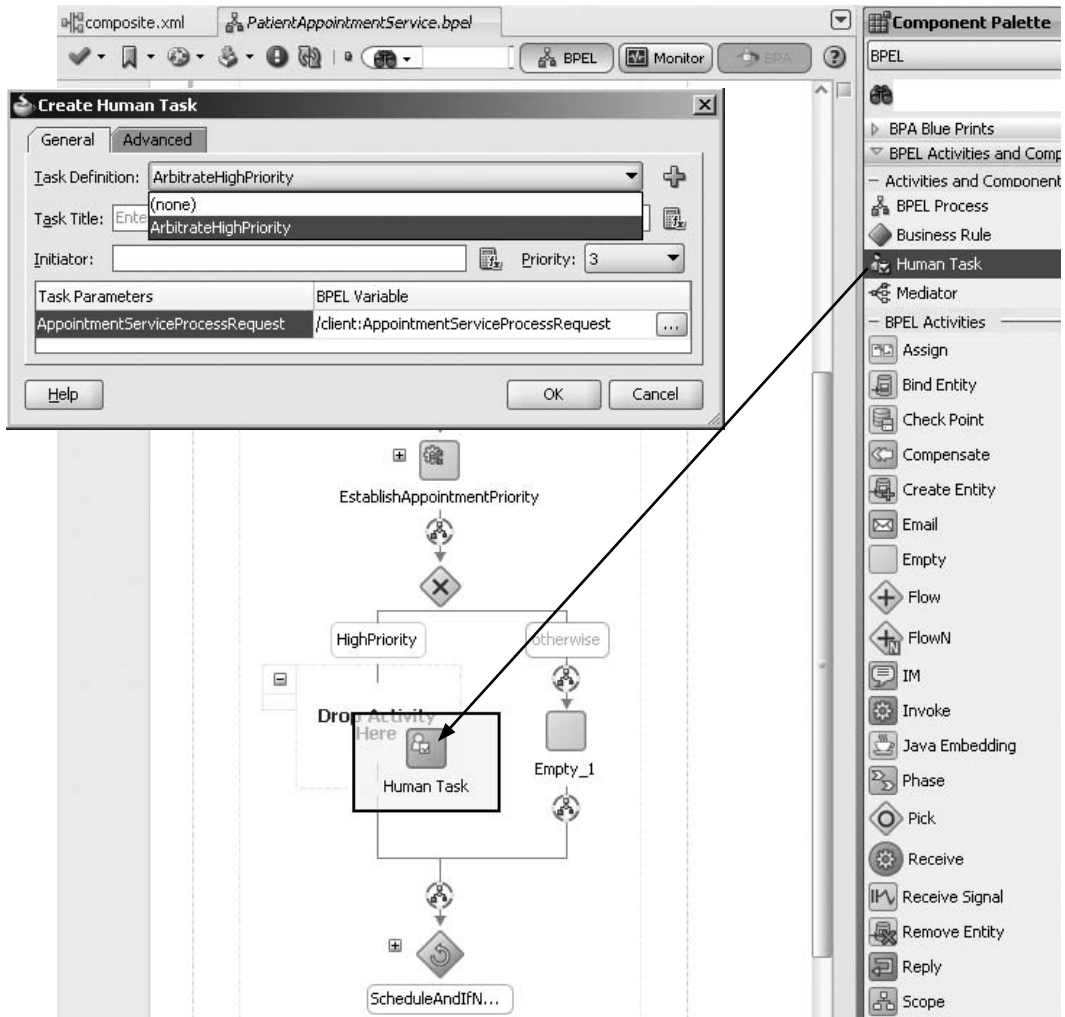 composite.xml
PatientAppointmentService.bpel
BPEL
Monitor
BPA
Create Human Task
General
Advanced
Task Definition: ArbitrateHighPriority
(none)
ArbitrateHighPriority
Task Title: Ente
Initiator:
Priority: 3
Task Parameters
BPEL Variable
AppointmentServiceProcessRequest
/client:AppointmentServiceProcessRequest
...
Help
OK
Cancel
EstablishAppointmentPriority
HighPriority
otherwise
Drop Activity
Here
Human Task
Empty_1
ScheduleAndIfN...
Component Palette
BPEL
BPA Blue Prints
BPEL Activities and Comp
Activities and Component
BPEL Process
Business Rule
Human Task
Mediator
BPEL Activities
Assign
Bind Entity
Check Point
Compensate
Create Entity
Email
Empty
Flow
FlowN
IM
Invoke
Java Embedding
Phase
Pick
Receive
Receive Signal
Remove Entity
Reply
Scope